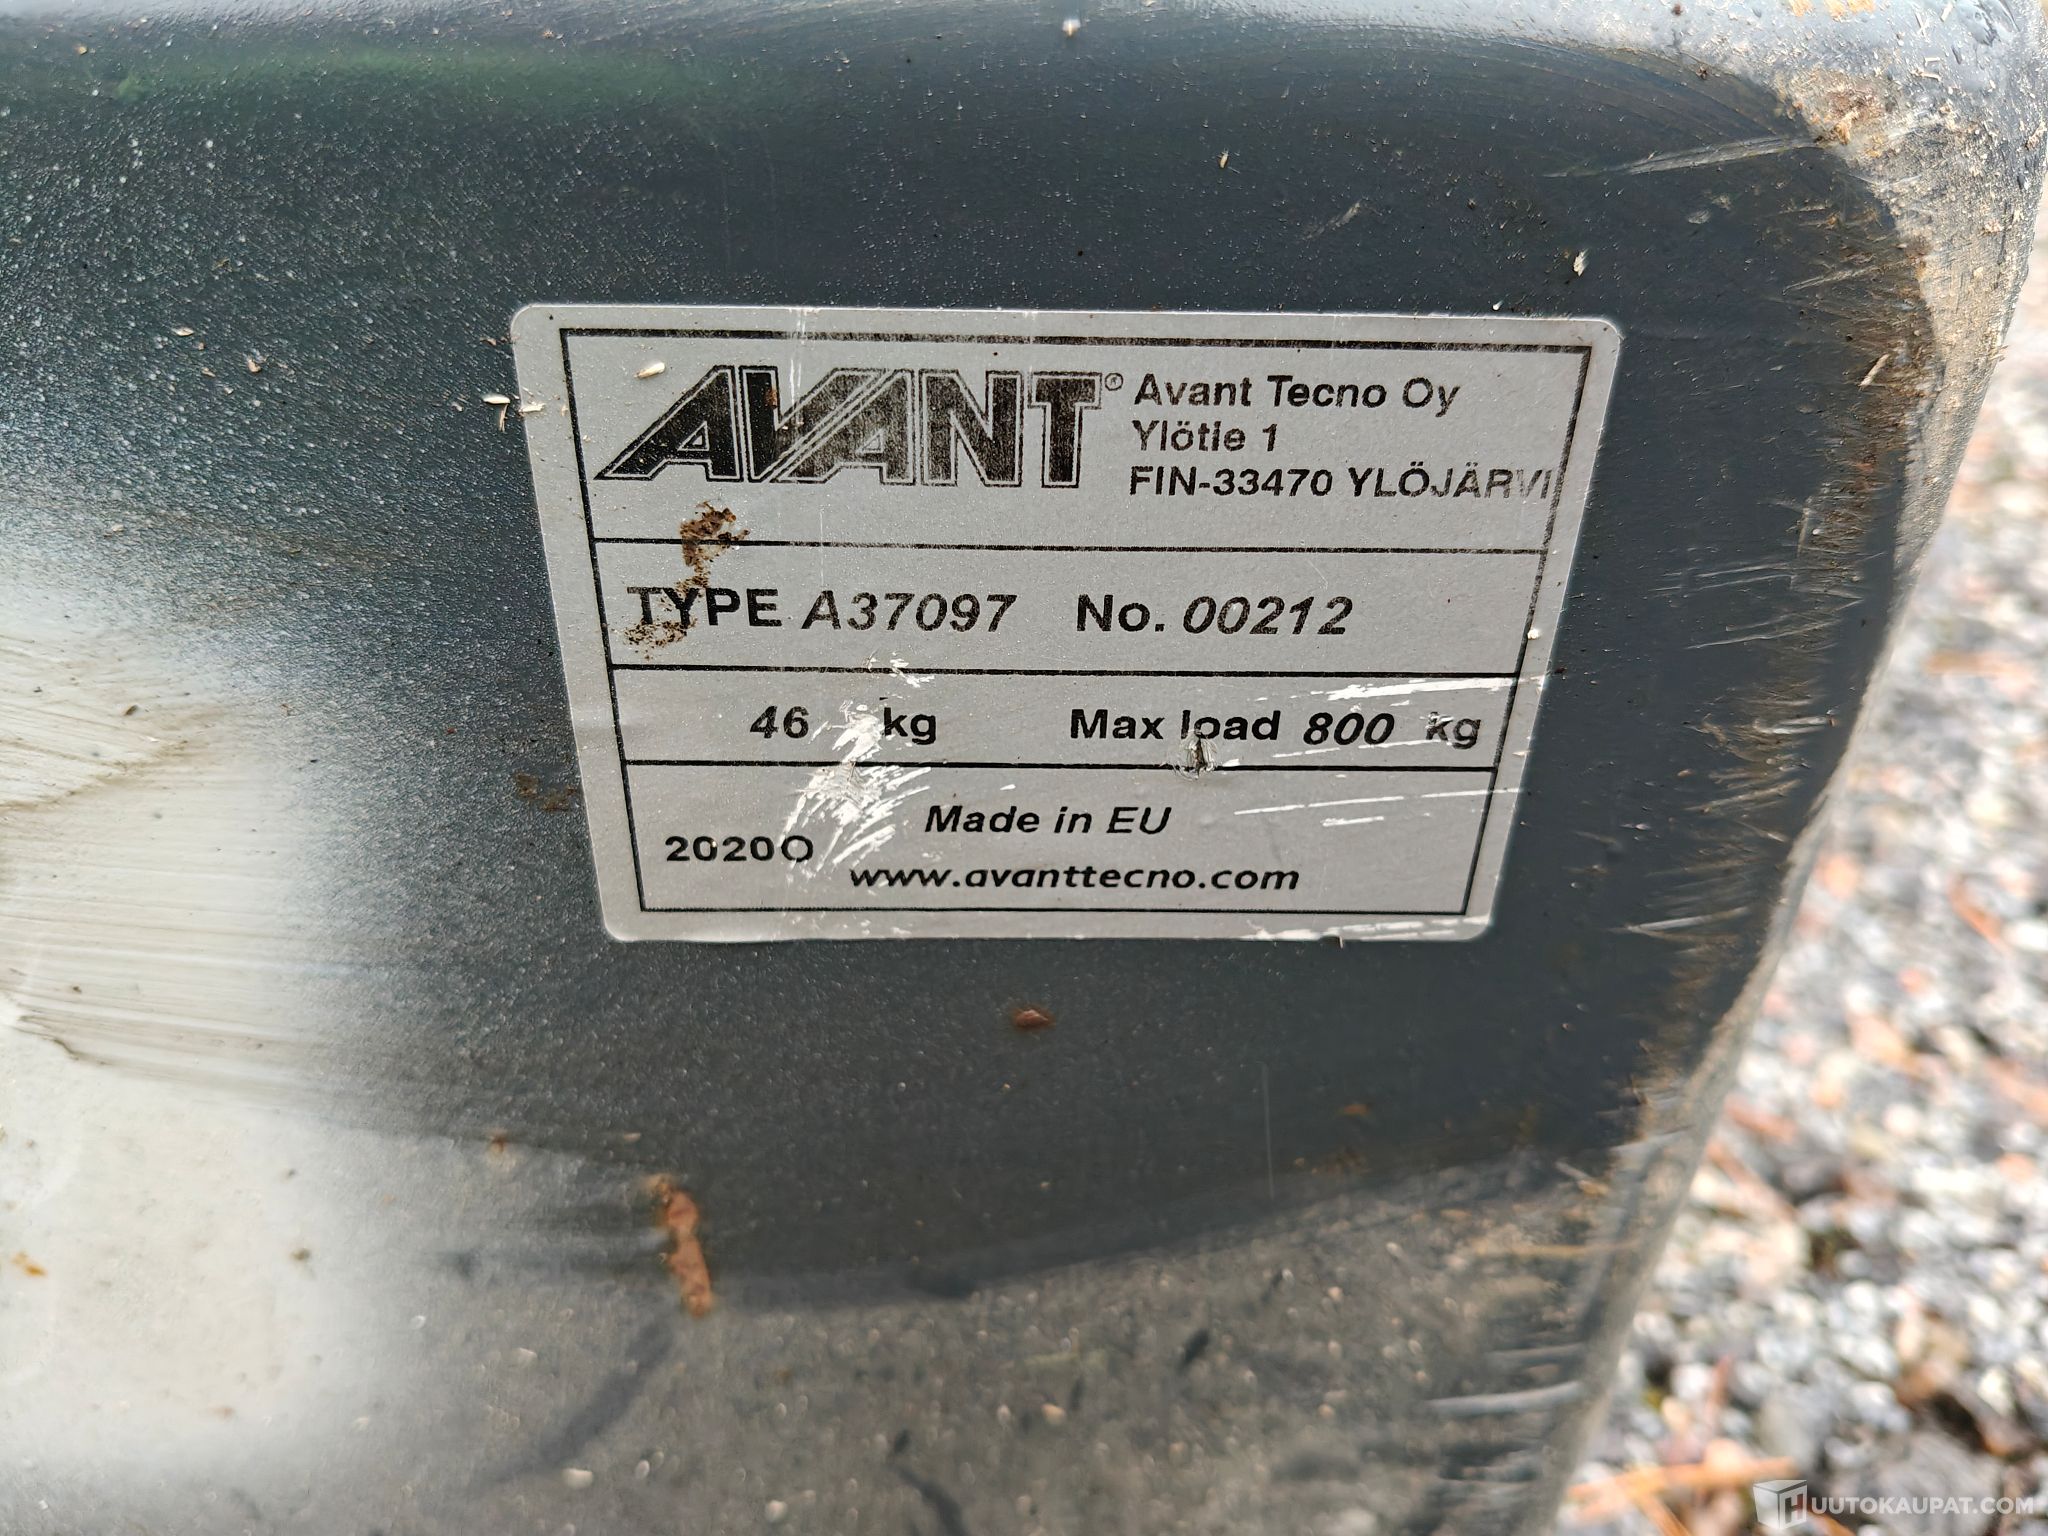 AVANT® Avant Tecno Oy
Ylötie 1
FIN-33470 YLÖJÄRVI
TYPE A37097 No. 00212
46 kg Max load 800 kg
Made in EU
2020O
www.avanttecno.com
HUUTOKAUPAT.COM